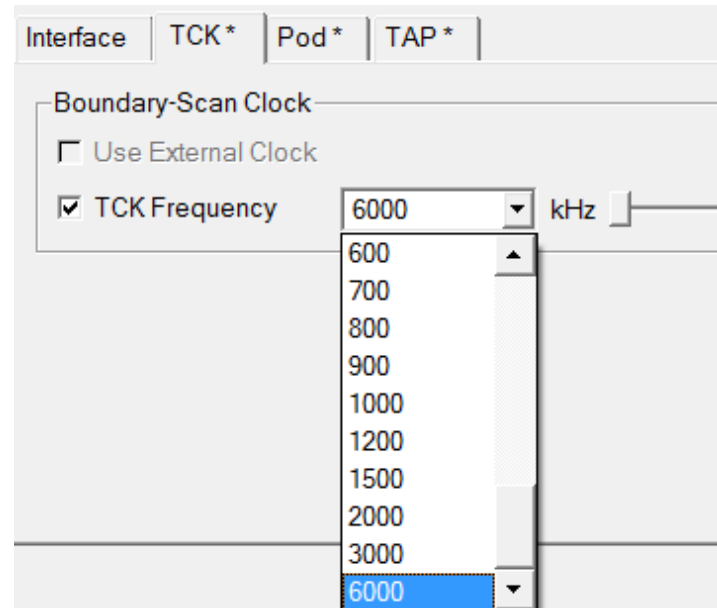 Interface TCK * Pod * TAP *
Boundary-Scan Clock
Use External Clock
TCK Frequency 6000 kHz
600
700
800
900
1000
1200
1500
2000
3000
6000